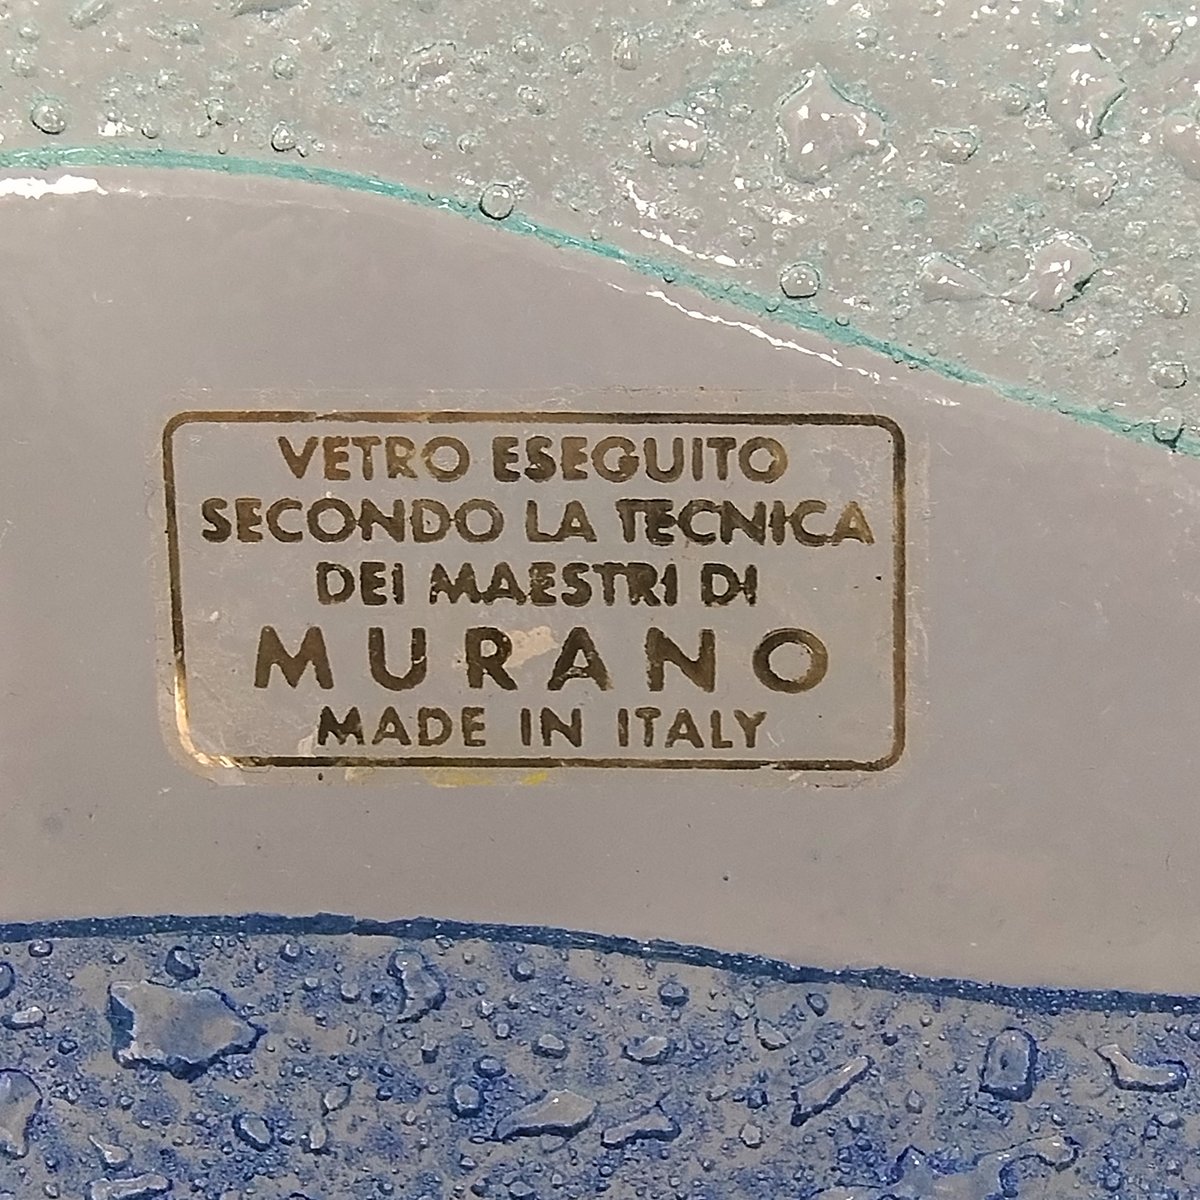 VETRO ESEGUITO
SECONDO LA TECNICA
DEI MAESTRI DI
MURANO
MADE IN ITALY